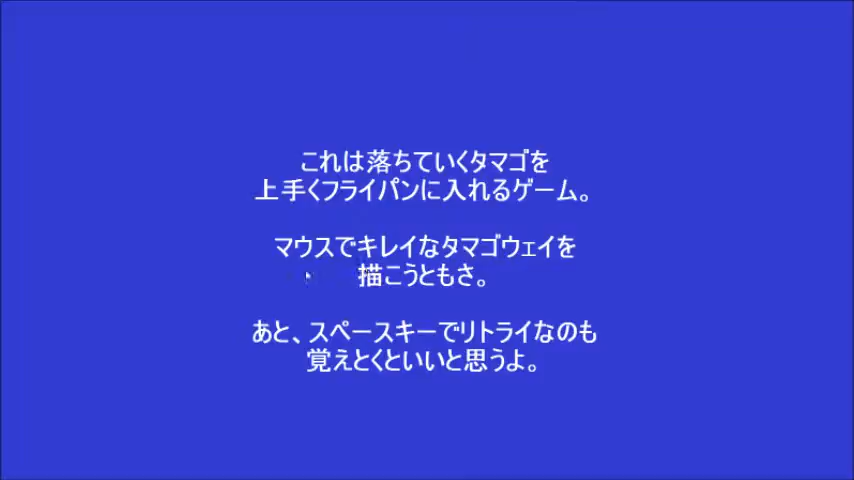 これは落ちていくタマゴを
上手くフライパンに入れるゲーム。
マウスでキレイなタマゴウェイを
描こうともさ。
あと、スペースキーでリトライなのも
覚えとくといいと思うよ。